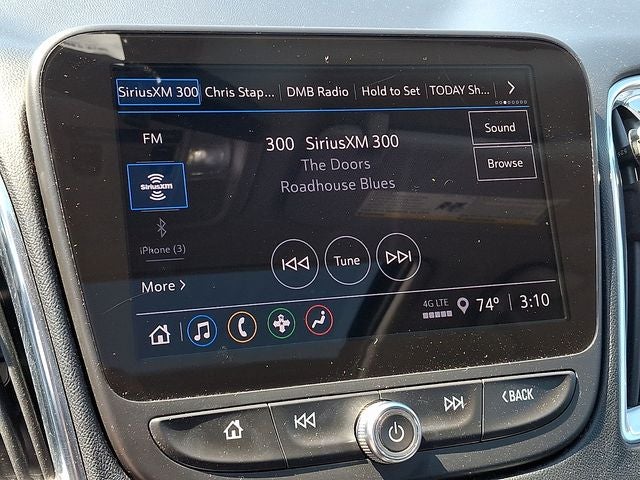 SiriusXM 300 Chris Stap... DMB Radio Hold to Set TODAY Sh...
FM
300 SiriusXM 300
The Doors
Roadhouse Blues
Sound
Browse
SiriusXM
iPhone (3)
Tune
More
4G LTE 74° 3:10
BACK